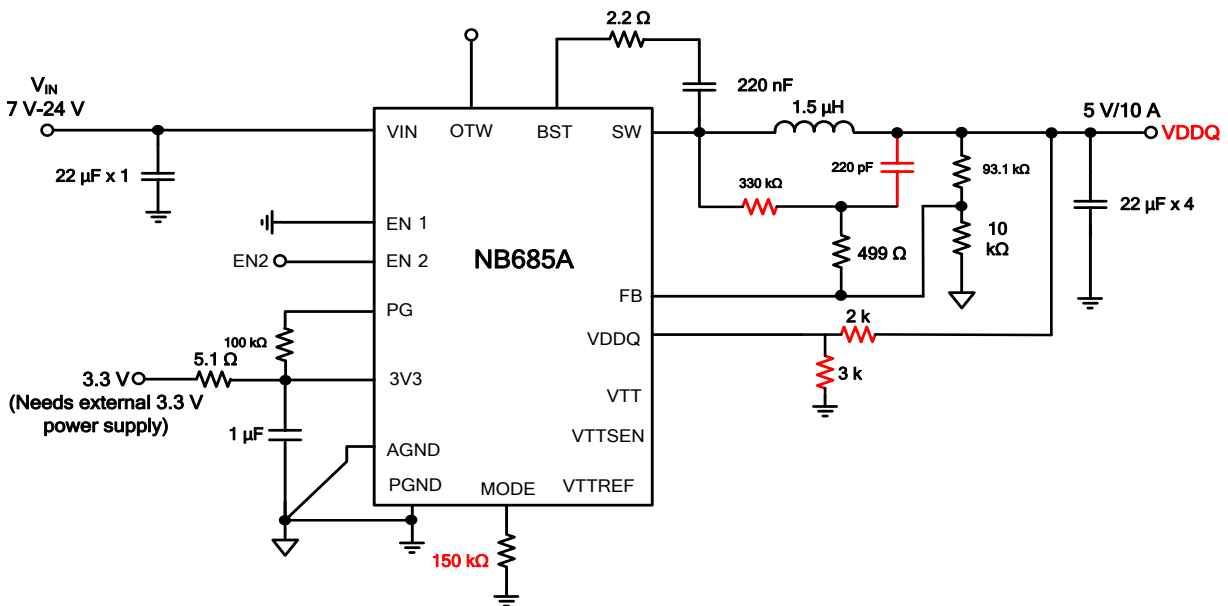 2.2 Ω
220 nF
V_IN
7 V-24 V
22 µF x 1
VIN
OTW
BST
SW
1.5 µH
5 V/10 A
VDDQ
220 pF
93.1 kΩ
330 kΩ
22 µF x 4
10
kΩ
499 Ω
EN 1
EN2
EN 2
NB685A
FB
PG
100 kΩ
5.1 Ω
VDDQ
2 k
3 k
3.3 V
(Needs external 3.3 V
power supply)
3V3
VTT
1 µF
VTTSEN
AGND
PGND
MODE
VTTREF
150 kΩ